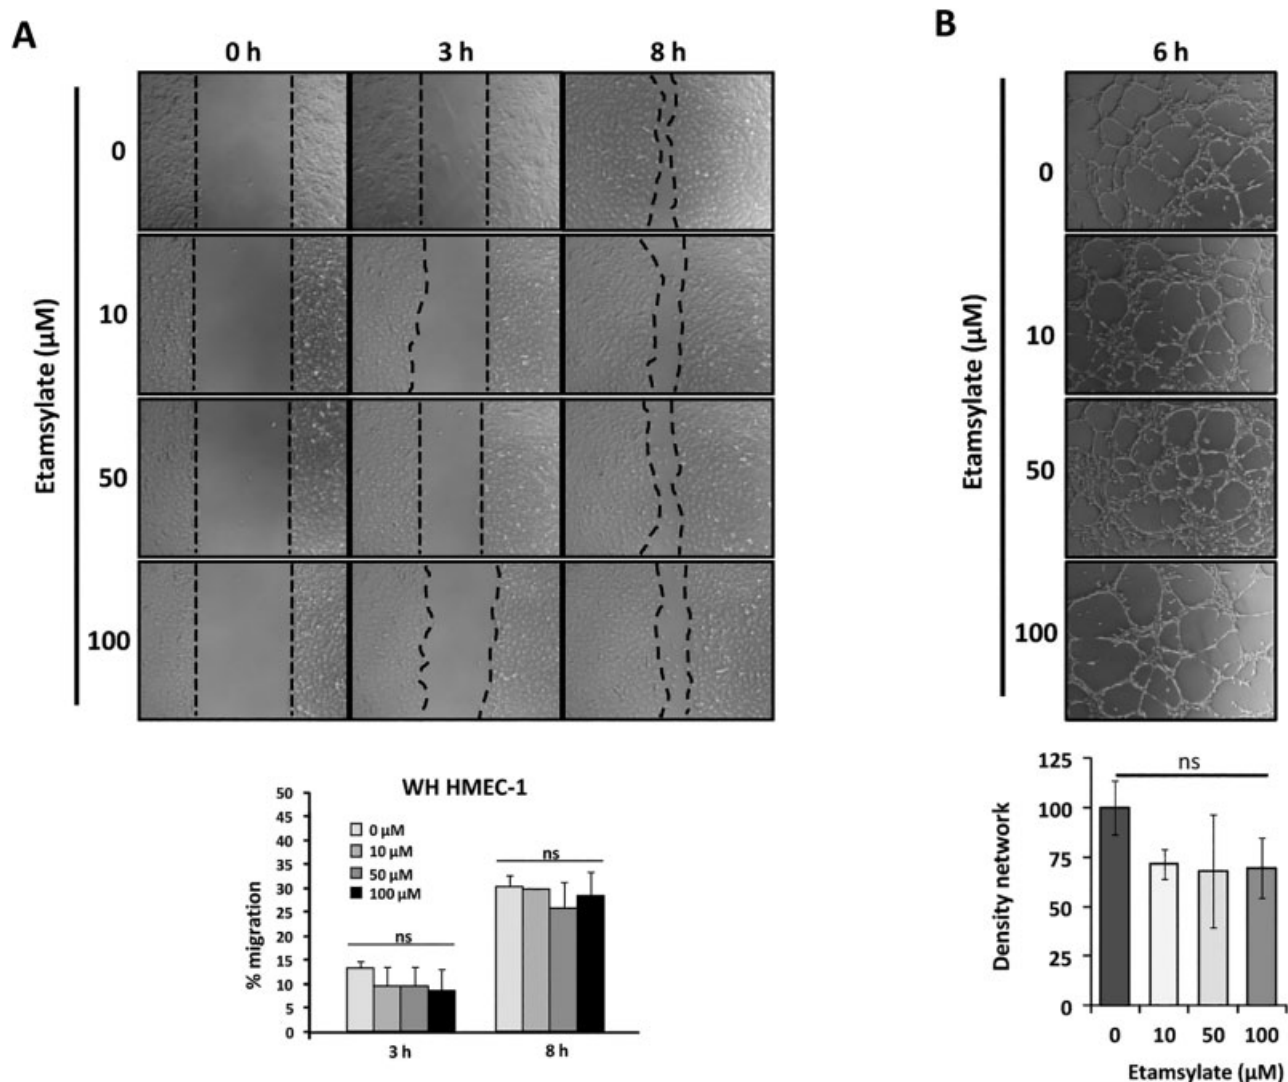 A
0 h 3 h 8 h
Etamsylate (µM)
0
10
50
100
WH HMEC-1
% migration
50
45
40
35
30
25
20
15
10
5
0
0 µM
10 µM
50 µM
100 µM
ns
ns
3 h 8 h
B
6 h
Etamsylate (µM)
0
10
50
100
Density network
125
100
75
50
25
0
ns
0 10 50 100
Etamsylate (µM)